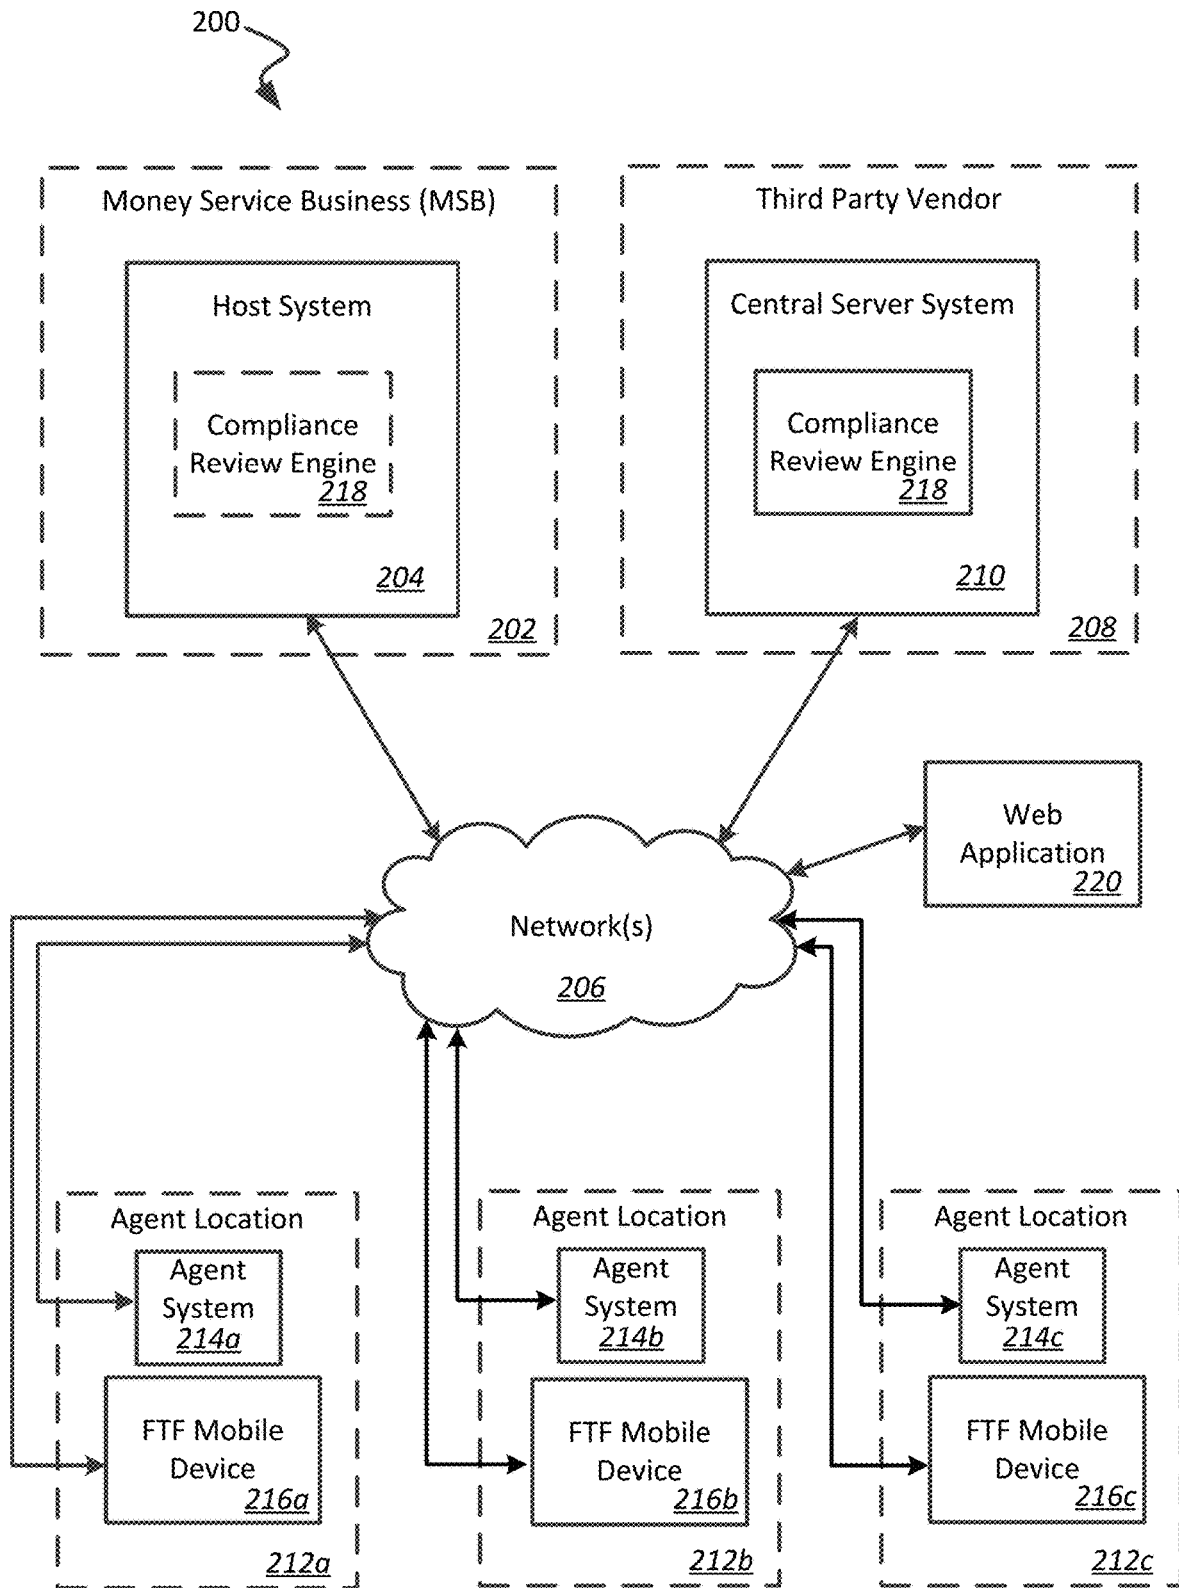 200
Money Service Business (MSB)
Host System
Compliance
Review Engine
218
204
202
Third Party Vendor
Central Server System
Compliance
Review Engine
218
210
208
Web
Application
220
Network(s)
206
Agent Location
Agent
System
214a
FTF Mobile
Device
216a
212a
Agent Location
Agent
System
214b
FTF Mobile
Device
216b
212b
Agent Location
Agent
System
214c
FTF Mobile
Device
216c
212c